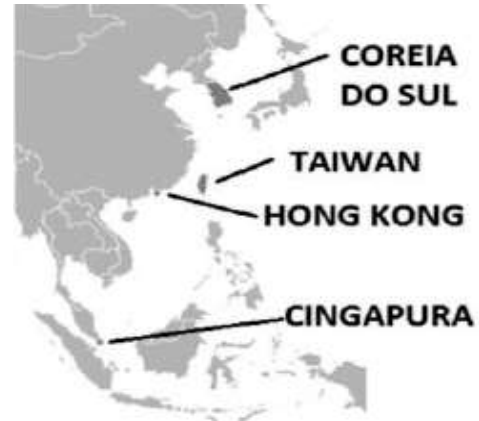 COREIA
DO SUL
TAIWAN
HONG KONG
CINGAPURA